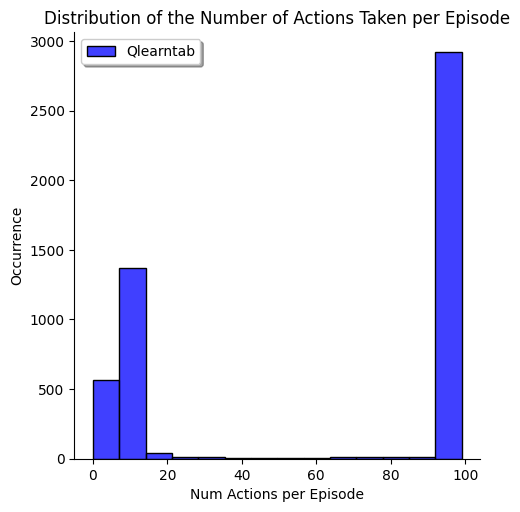 Distribution of the Number of Actions Taken per Episode
Qlearntab
3000
2500
2000
1500
1000
500
0
Occurrence
0 20 40 60 80 100
Num Actions per Episode